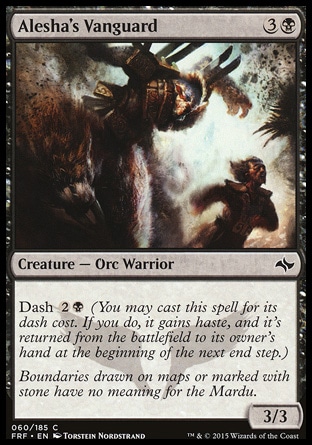 Alesha's Vanguard 3
Creature — Orc Warrior
Dash 2 (You may cast this spell for its
dash cost. If you do, it gains haste, and it's
returned from the battlefield to its owner's
hand at the beginning of the next end step.)
Boundaries drawn on maps or marked with
stone have no meaning for the Mardu.
3/3
060/185 C
FRF • EN Torstein Nordstrand
™ & © 2015 Wizards of the Coast